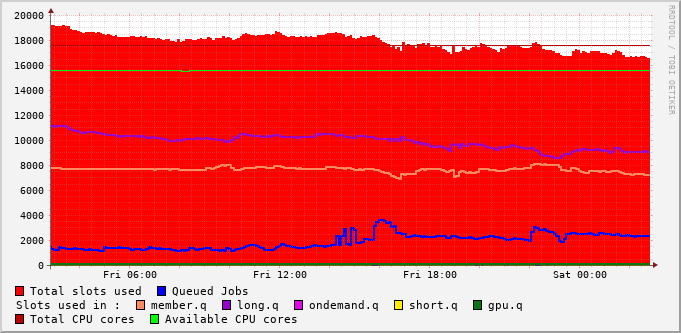 20000
18000
16000
14000
12000
10000
8000
6000
4000
2000
0
Fri 06:00 Fri 12:00 Fri 18:00 Sat 00:00
RRDTOOL / TOBI OETIKER
Total slots used Queued Jobs
Slots used in : member.q long.q ondemand.q short.q gpu.q
Total CPU cores Available CPU cores